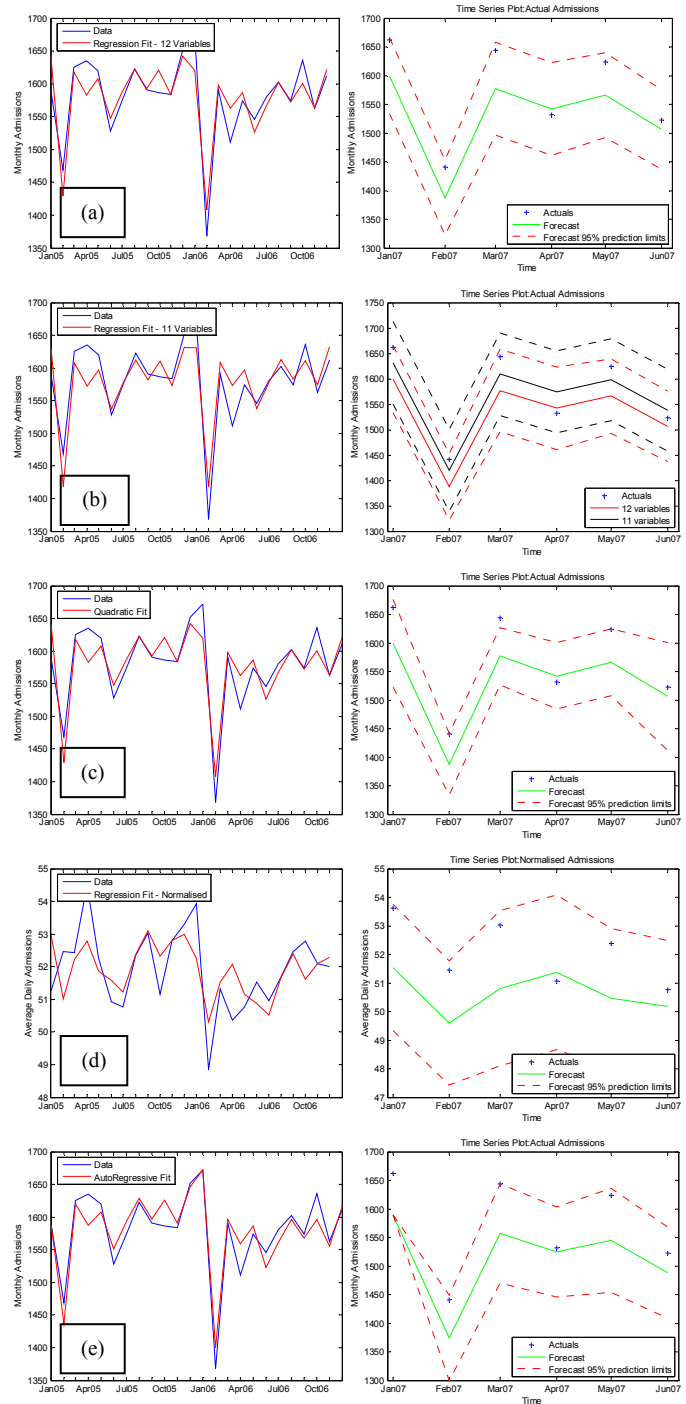 1700
1650
1600
1550
1500
1450
1400
1350
Monthly Admissions
Data
Regression Fit - 12 Variables
(a)
Jan05 Apr05 Jul05 Oct05 Jan06 Apr06 Jul06 Oct06
Time Series Plot:Actual Admissions
1700
1650
1600
1550
1500
1450
1400
1350
1300
Monthly Admissions
Actuals
Forecast
Forecast 95% prediction limits
Jan07 Feb07 Mar07 Apr07 May07 Jun07
Time
1700
1650
1600
1550
1500
1450
1400
1350
Monthly Admissions
Data
Regression Fit - 11 Variables
(b)
Jan05 Apr05 Jul05 Oct05 Jan06 Apr06 Jul06 Oct06
Time Series Plot:Actual Admissions
1750
1700
1650
1600
1550
1500
1450
1400
1350
1300
Monthly Admissions
Actuals
12 variables
11 variables
Jan07 Feb07 Mar07 Apr07 May07 Jun07
Time
1700
1650
1600
1550
1500
1450
1400
1350
Monthly Admissions
Data
Quadratic Fit
(c)
Jan05 Apr05 Jul05 Oct05 Jan06 Apr06 Jul06 Oct06
Time Series Plot:Actual Admissions
1700
1650
1600
1550
1500
1450
1400
1350
1300
Monthly Admissions
Actuals
Forecast
Forecast 95% prediction limits
Jan07 Feb07 Mar07 Apr07 May07 Jun07
Time
55
54
53
52
51
50
49
48
Average Daily Admissions
Data
Regression Fit - Normalised
(d)
Jan05 Apr05 Jul05 Oct05 Jan06 Apr06 Jul06 Oct06
Time Series Plot:Normalised Admissions
55
54
53
52
51
50
49
48
47
Average Daily Admissions
Actuals
Forecast
Forecast 95% prediction limits
Jan07 Feb07 Mar07 Apr07 May07 Jun07
Time
1700
1650
1600
1550
1500
1450
1400
1350
Monthly Admissions
Data
AutoRegressive Fit
(e)
Jan05 Apr05 Jul05 Oct05 Jan06 Apr06 Jul06 Oct06
Time Series Plot:Actual Admissions
1700
1650
1600
1550
1500
1450
1400
1350
1300
Monthly Admissions
Actuals
Forecast
Forecast 95% prediction limits
Jan07 Feb07 Mar07 Apr07 May07 Jun07
Time